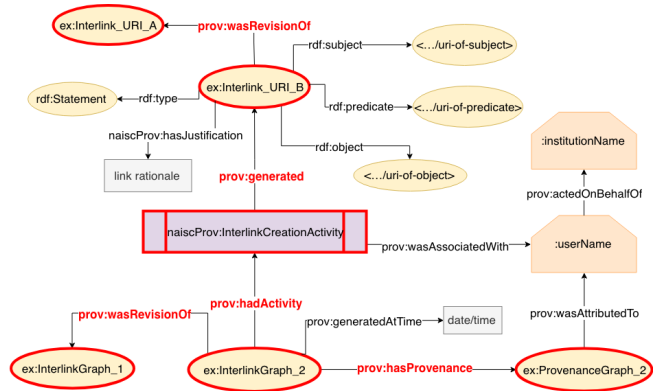 ex:Interlink_URI_A
prov:wasRevisionOf
rdf:subject
<.../uri-of-subject>
ex:Interlink_URI_B
rdf:Statement
rdf:type
rdf:predicate
<.../uri-of-predicate>
naiscProv:hasJustification
rdf:object
:institutionName
link rationale
prov:generated
<.../uri-of-object>
prov:actedOnBehalfOf
naiscProv:InterlinkCreationActivity
prov:wasAssociatedWith
:userName
prov:wasRevisionOf
prov:hadActivity
prov:generatedAtTime
date/time
prov:wasAttributedTo
ex:InterlinkGraph_1
ex:InterlinkGraph_2
prov:hasProvenance
ex:ProvenanceGraph_2